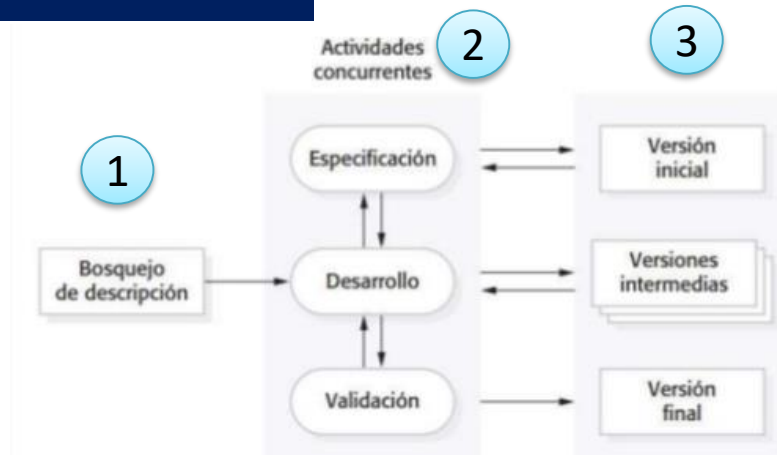 Actividades
concurrentes
2
3
1
Especificación
Versión
inicial
Bosquejo
de descripción
Desarrollo
Versiones
intermedias
Validación
Versión
final